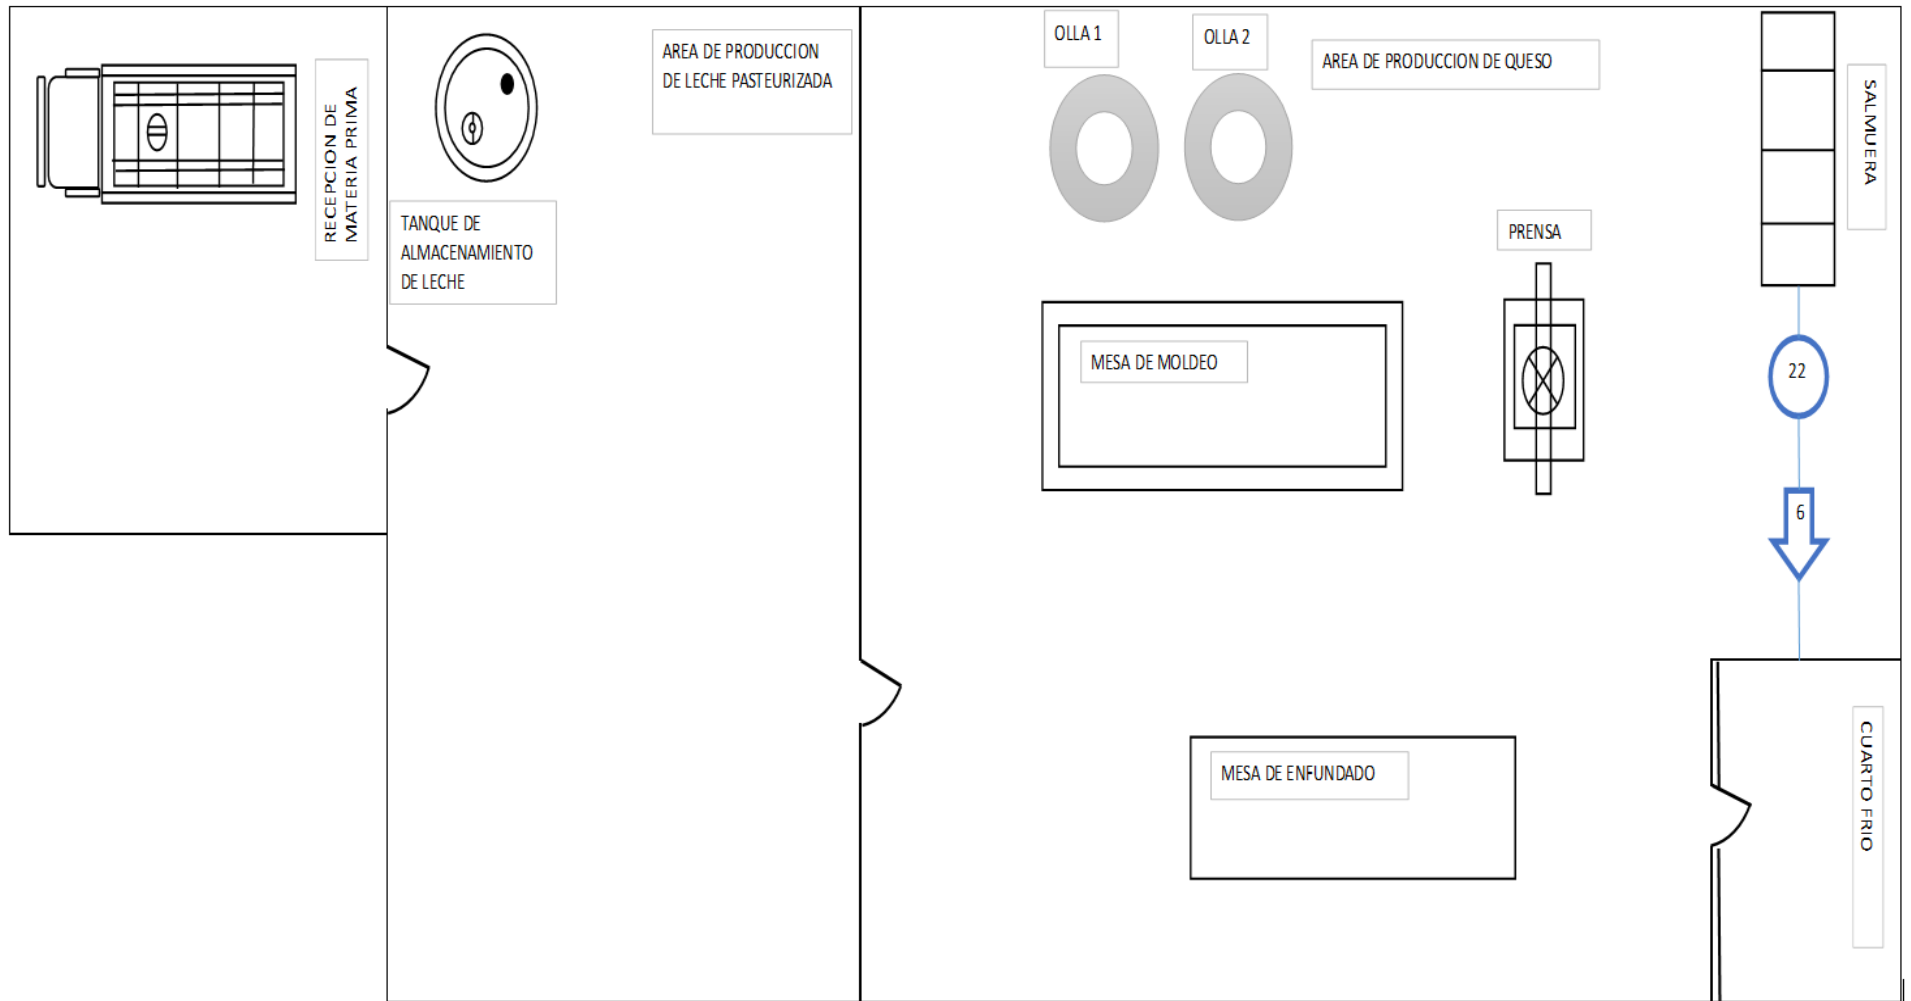 RECEPCION DE
MATERIA PRIMA
TANQUE DE
ALMACENAMIENTO
DE LECHE
AREA DE PRODUCCION
DE LECHE PASTEURIZADA
OLLA 1
OLLA 2
AREA DE PRODUCCION DE QUESO
SALMUERA
PRENSA
MESA DE MOLDEO
22
6
MESA DE ENFUNDADO
CUARTO FRIO